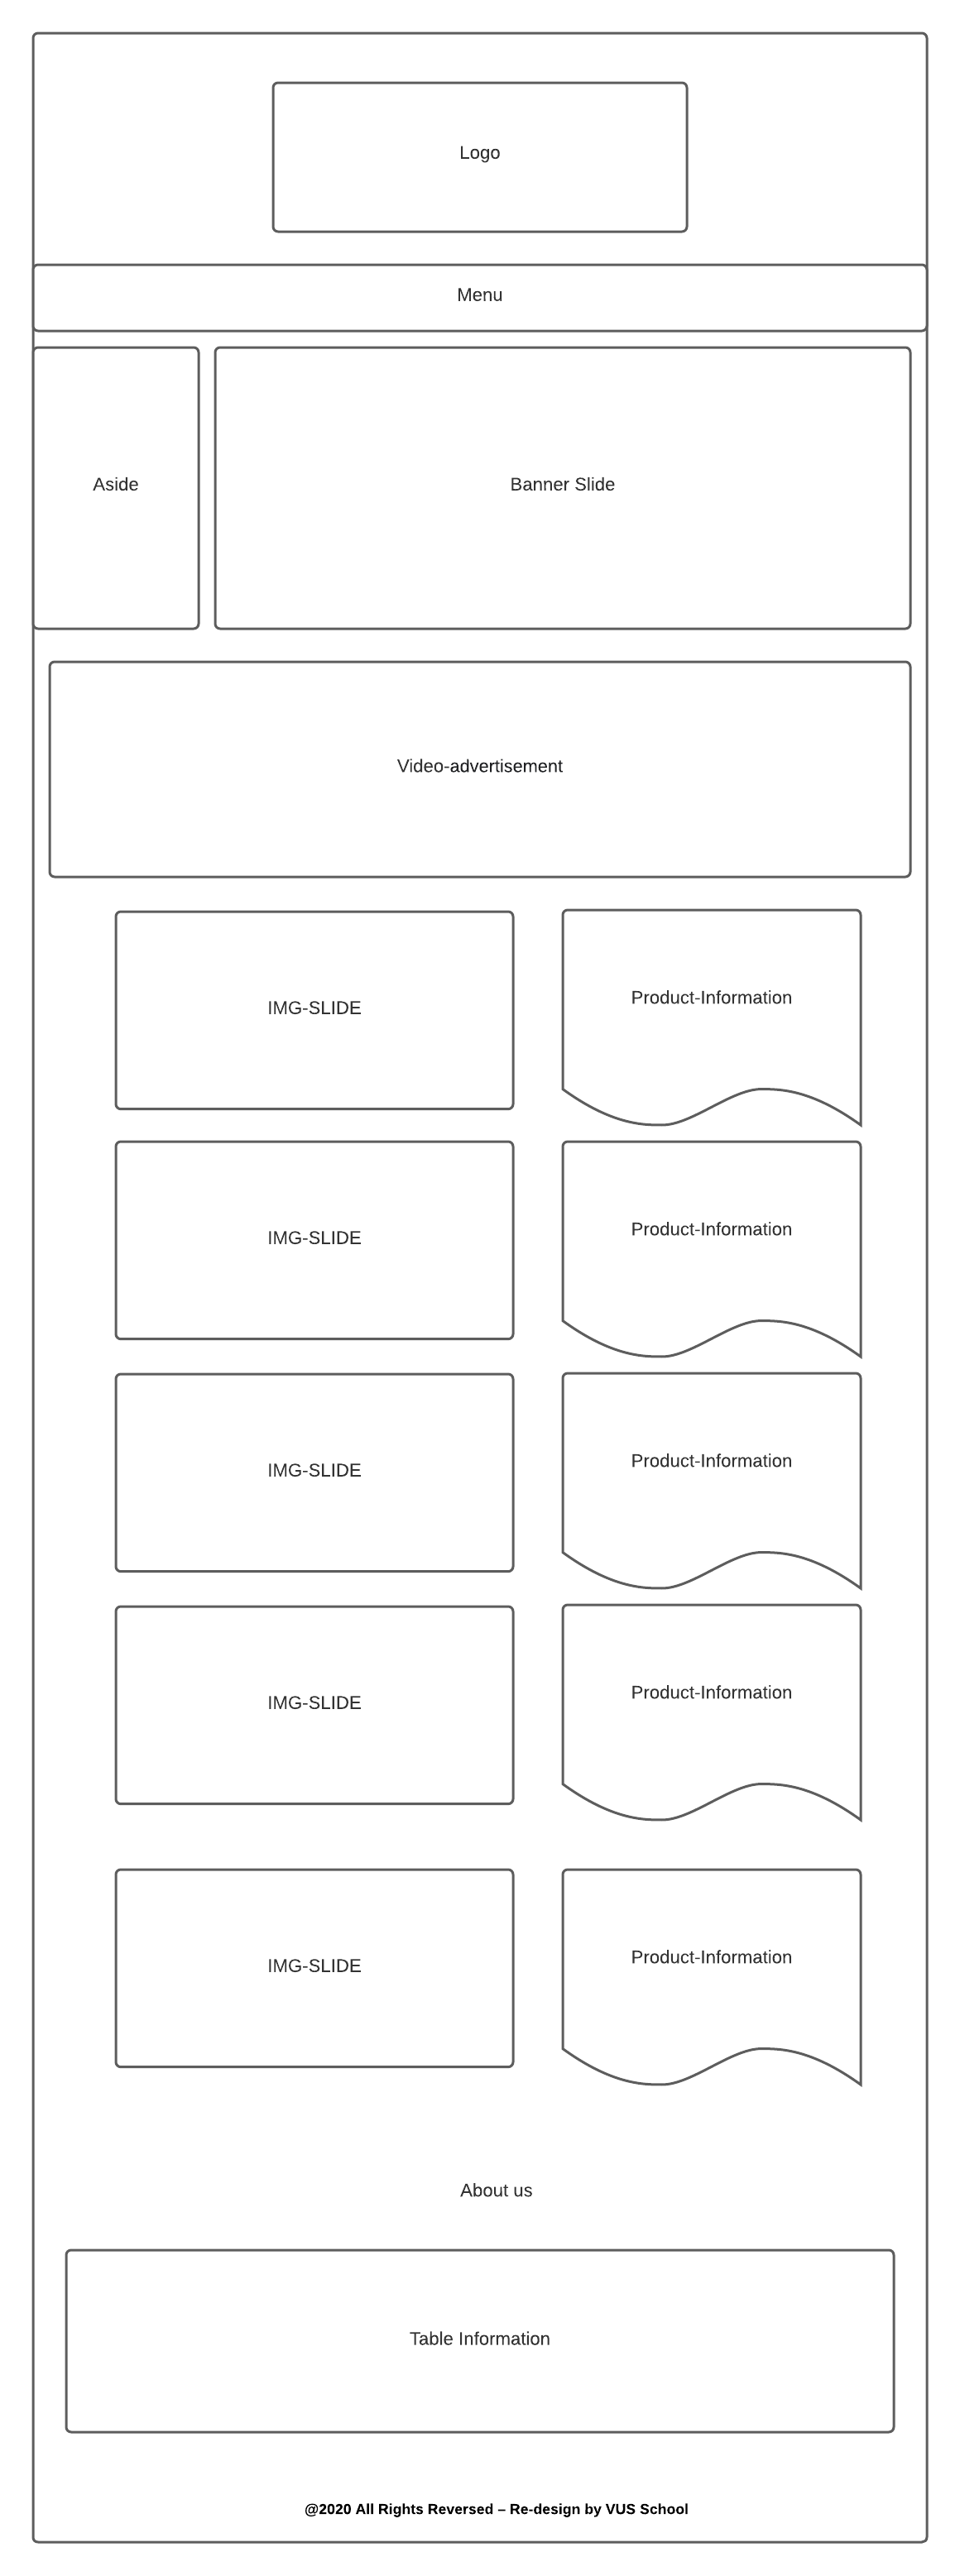 Logo
Menu
Aside
Banner Slide
Video-advertisement
IMG-SLIDE
Product-Information
IMG-SLIDE
Product-Information
IMG-SLIDE
Product-Information
IMG-SLIDE
Product-Information
IMG-SLIDE
Product-Information
About us
Table Information
@2020 All Rights Reversed – Re-design by VUS School